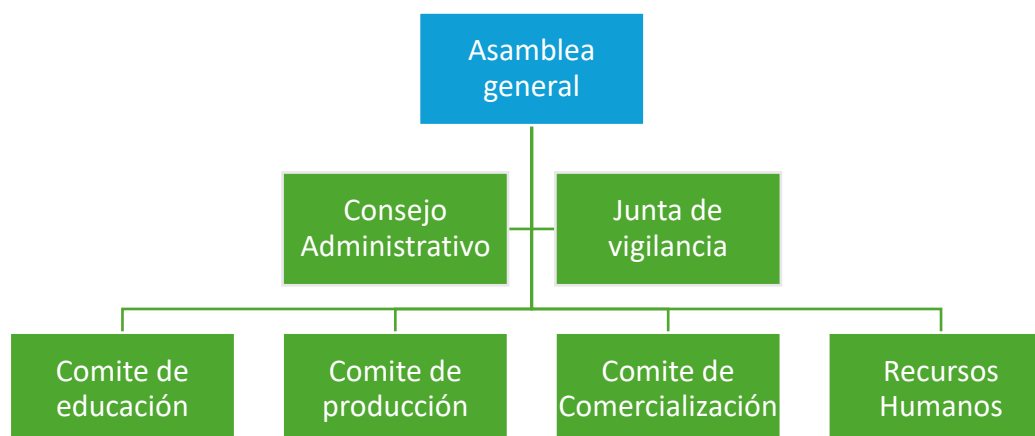 Asamblea
general
Consejo
Administrativo
Junta de
vigilancia
Comite de
educación
Comite de
producción
Comite de
Comercialización
Recursos
Humanos